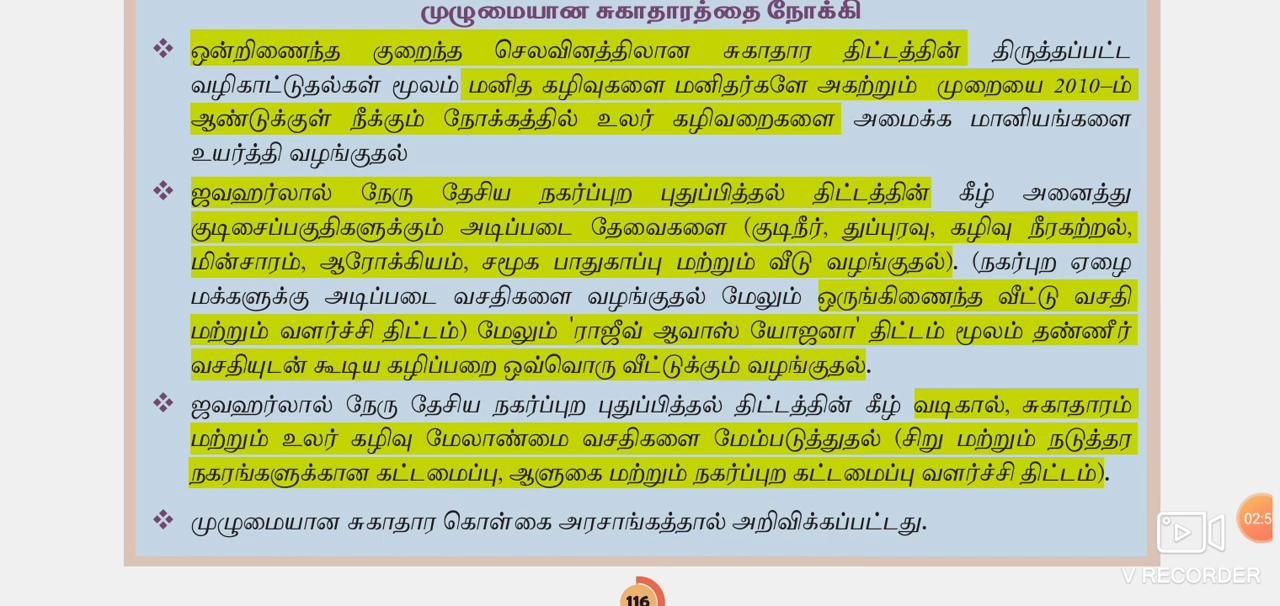 முழுமையான சுகாதாரத்தை நோக்கி
❖ ஒன்றிணைந்த குறைந்த செலவினத்திலான சுகாதார திட்டத்தின் திருத்தப்பட்ட
வழிகாட்டுதல்கள் மூலம் மனித கழிவுகளை மனிதர்களே அகற்றும் முறையை 2010–ம்
ஆண்டுக்குள் நீக்கும் நோக்கத்தில் உலர் கழிவறைகளை அமைக்க மானியங்களை
உயர்த்தி வழங்குதல்
❖ ஜவஹர்லால் நேரு தேசிய நகர்ப்புற புதுப்பித்தல் திட்டத்தின் கீழ் அனைத்து
குடிசைப்பகுதிகளுக்கும் அடிப்படை தேவைகளை (குடிநீர், துப்புரவு, கழிவு நீரகற்றல்,
மின்சாரம், ஆரோக்கியம், சமூக பாதுகாப்பு மற்றும் வீடு வழங்குதல்). (நகர்புற ஏழை
மக்களுக்கு அடிப்படை வசதிகளை வழங்குதல் மேலும் ஒருங்கிணைந்த வீட்டு வசதி
மற்றும் வளர்ச்சி திட்டம்) மேலும் 'ராஜீவ் ஆவாஸ் யோஜனா' திட்டம் மூலம் தண்ணீர்
வசதியுடன் கூடிய கழிப்பறை ஒவ்வொரு வீட்டுக்கும் வழங்குதல்.
❖ ஜவஹர்லால் நேரு தேசிய நகர்ப்புற புதுப்பித்தல் திட்டத்தின் கீழ் வடிகால், சுகாதாரம்
மற்றும் உலர் கழிவு மேலாண்மை வசதிகளை மேம்படுத்துதல் (சிறு மற்றும் நடுத்தர
நகரங்களுக்கான கட்டமைப்பு, ஆளுகை மற்றும் நகர்ப்புற கட்டமைப்பு வளர்ச்சி திட்டம்).
❖ முழுமையான சுகாதார கொள்கை அரசாங்கத்தால் அறிவிக்கப்பட்டது.
02:5
V RECORDER
116